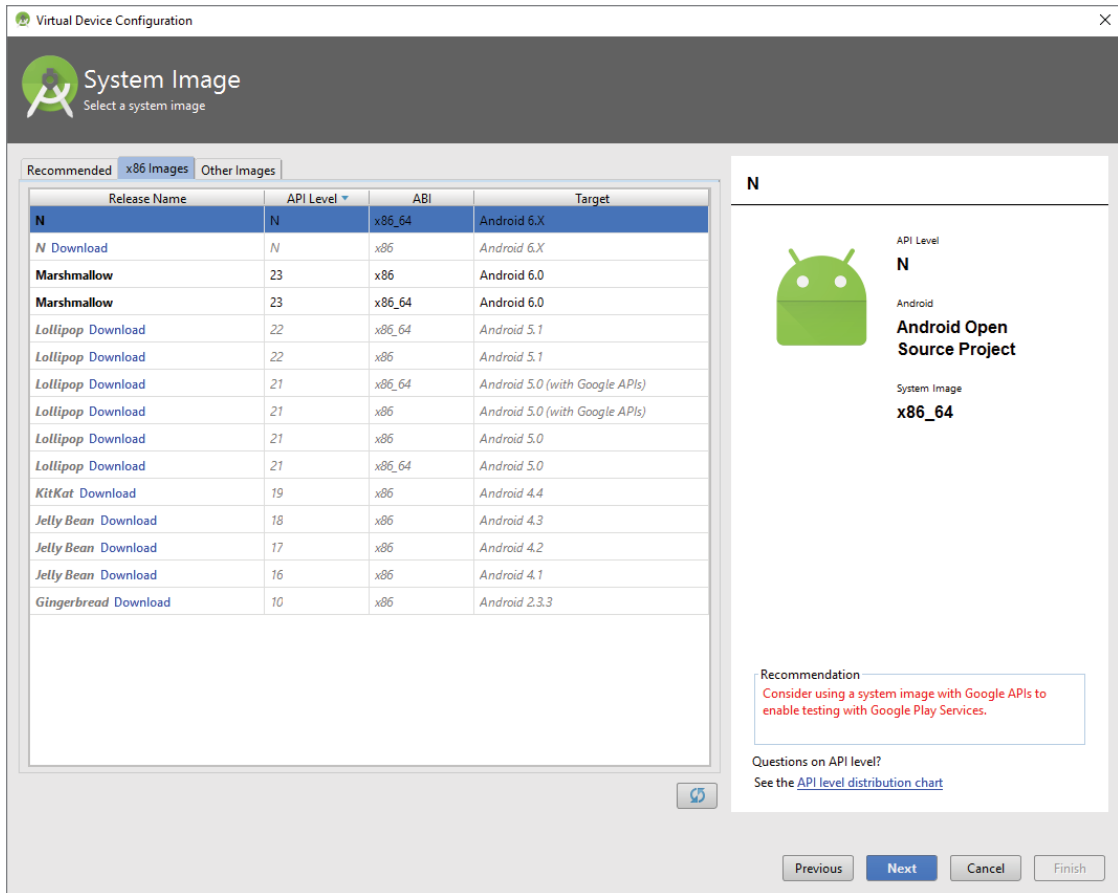 Virtual Device Configuration
System Image
Select a system image
Recommended x86 Images Other Images
Release Name API Level ABI Target
N N x86_64 Android 6.X
N Download N x86 Android 6.X
Marshmallow 23 x86 Android 6.0
Marshmallow 23 x86_64 Android 6.0
Lollipop Download 22 x86_64 Android 5.1
Lollipop Download 22 x86 Android 5.1
Lollipop Download 21 x86_64 Android 5.0 (with Google APIs)
Lollipop Download 21 x86 Android 5.0 (with Google APIs)
Lollipop Download 21 x86 Android 5.0
Lollipop Download 21 x86_64 Android 5.0
KitKat Download 19 x86 Android 4.4
Jelly Bean Download 18 x86 Android 4.3
Jelly Bean Download 17 x86 Android 4.2
Jelly Bean Download 16 x86 Android 4.1
Gingerbread Download 10 x86 Android 2.3.3
N
API Level
N
Android
Android Open
Source Project
System Image
x86_64
Recommendation
Consider using a system image with Google APIs to
enable testing with Google Play Services.
Questions on API level?
See the API level distribution chart
Previous Next Cancel Finish